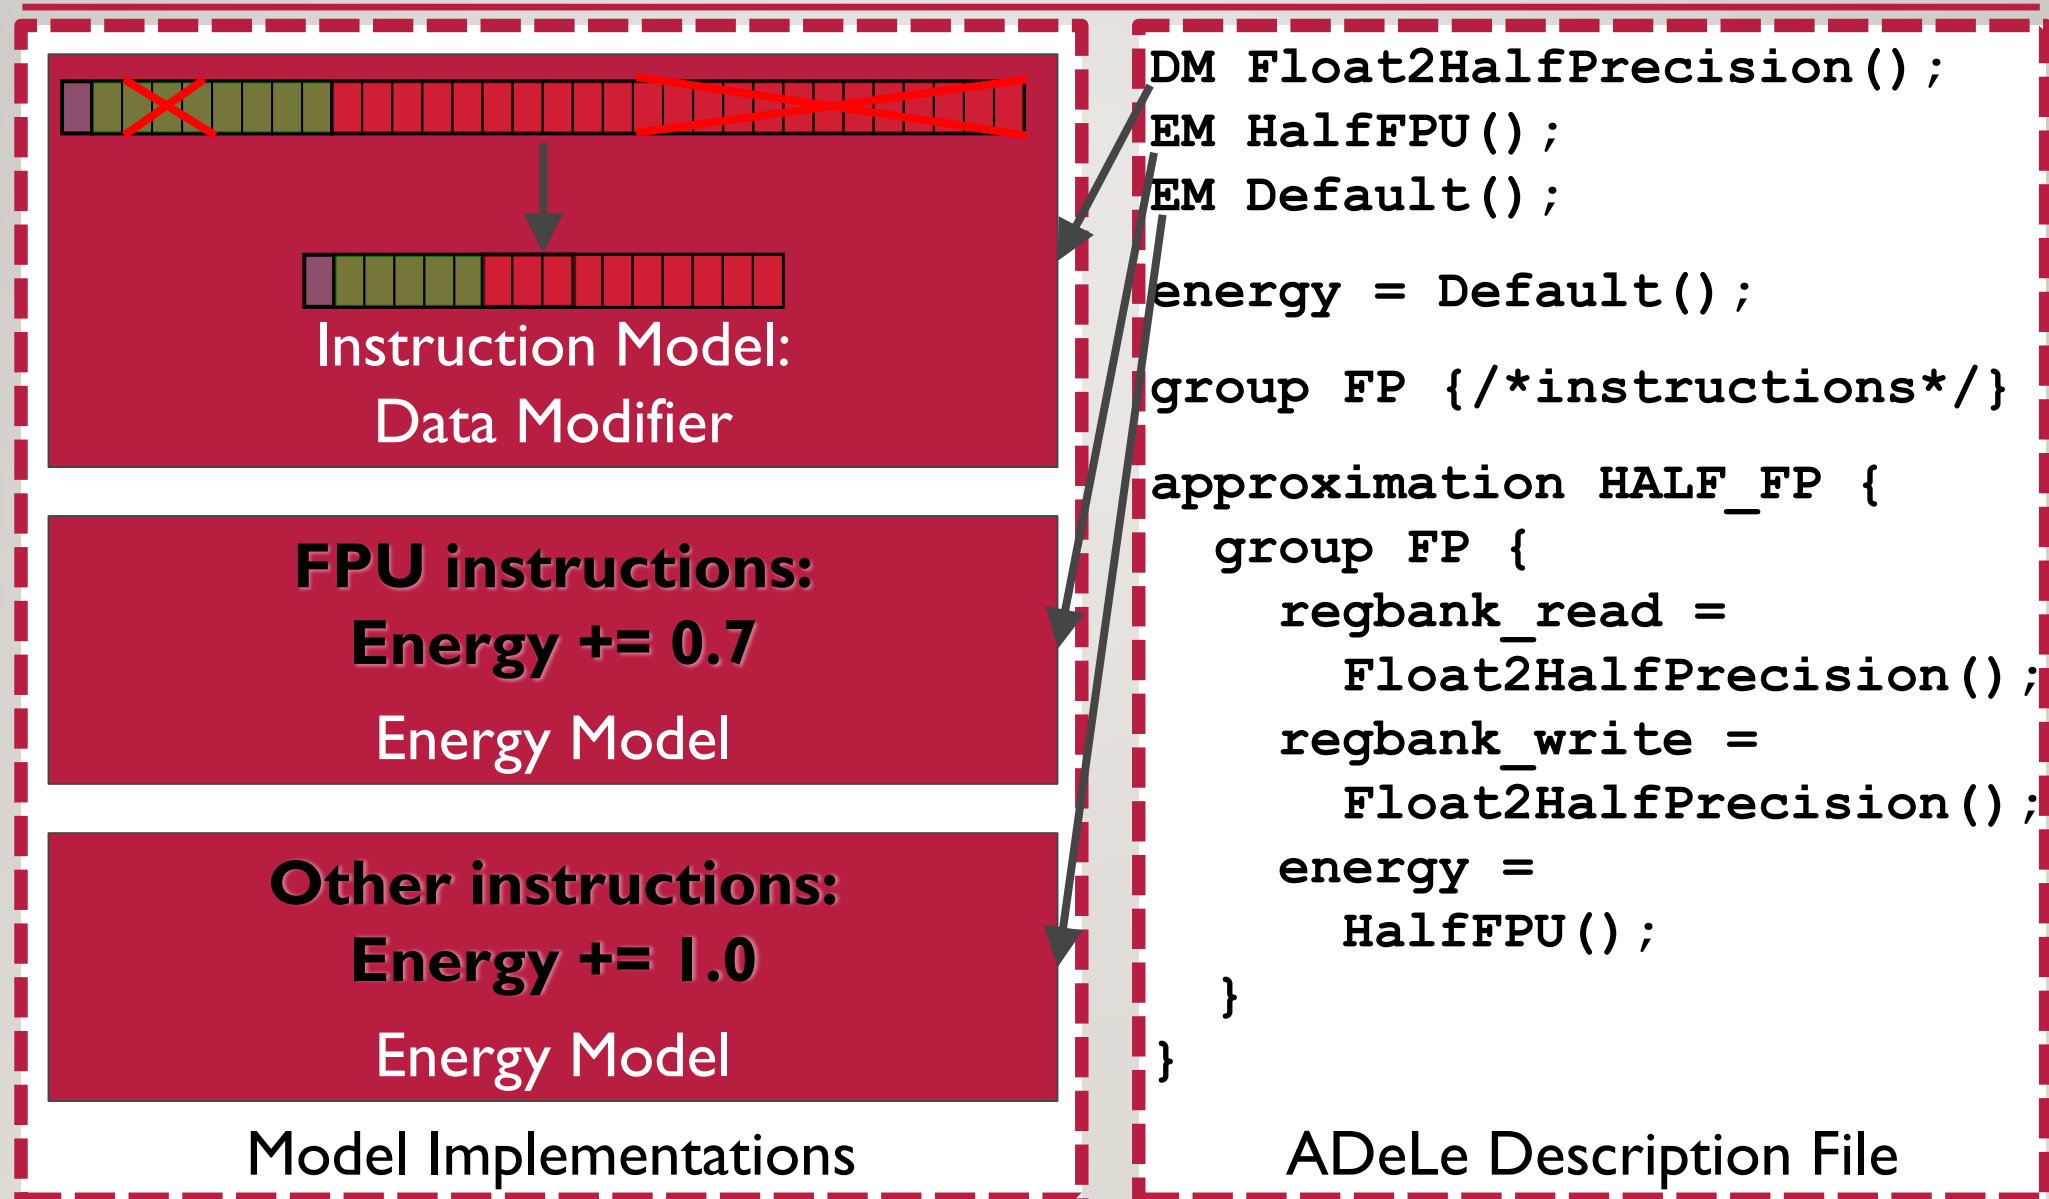 Instruction Model:
Data Modifier
FPU instructions:
Energy += 0.7
Energy Model
Other instructions:
Energy += 1.0
Energy Model
Model Implementations
DM Float2HalfPrecision();
EM HalfFPU();
EM Default();
energy = Default();
group FP {/*instructions*/}
approximation HALF_FP {
group FP {
regbank_read =
Float2HalfPrecision();
regbank_write =
Float2HalfPrecision();
energy =
HalfFPU();
}
}
ADeLe Description File